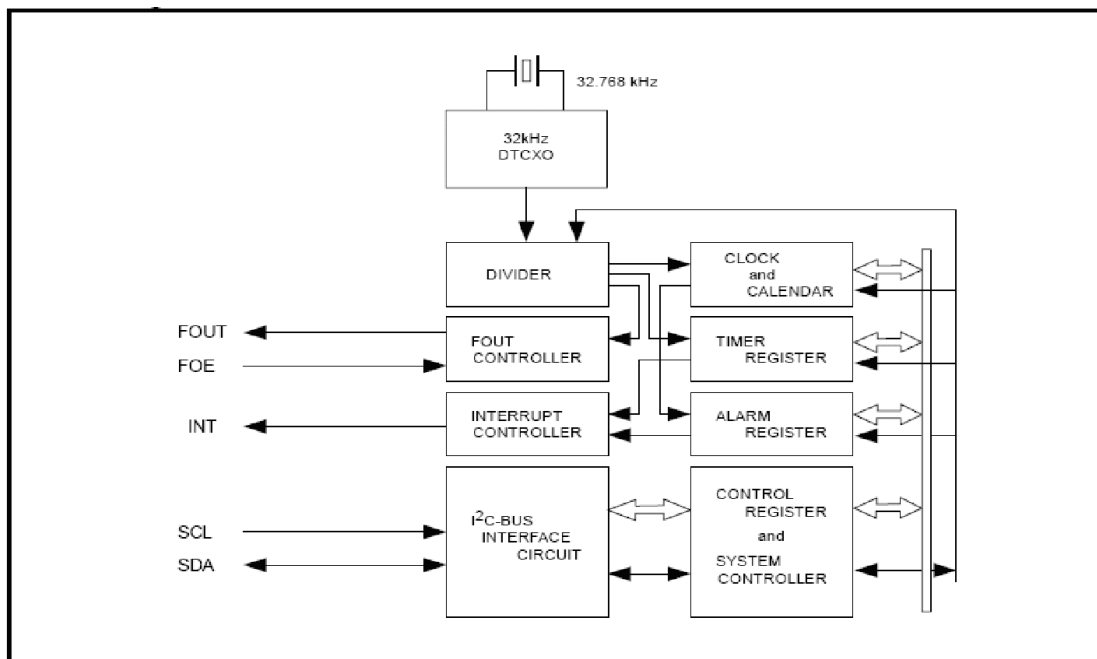 32.768 kHz
32kHz
DTCXO
DIVIDER
CLOCK
and
CALENDAR
FOUT
FOE
FOUT
CONTROLLER
TIMER
REGISTER
INT
INTERRUPT
CONTROLLER
ALARM
REGISTER
SCL
SDA
I²C-BUS
INTERFACE
CIRCUIT
CONTROL
REGISTER
and
SYSTEM
CONTROLLER